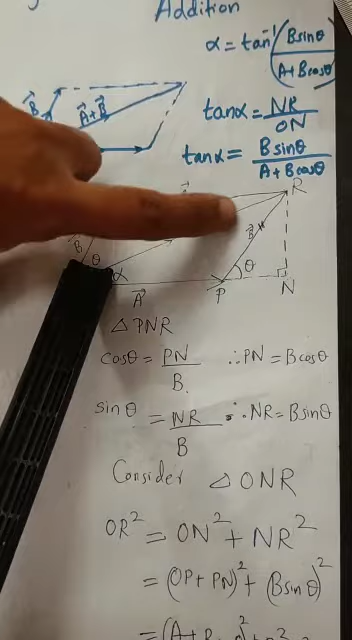 Addition
α = tan⁻¹(Bsinθ / A+Bcosθ)
B⃗ A⃗+B⃗
tanα = NR / ON
tanα = Bsinθ / A+Bcosθ
R
B⃗ B⃗
θ α θ
A⃗ P N
△PNR
cosθ = PN / B ∴PN = Bcosθ
sinθ = NR / B ∴NR = Bsinθ
Consider △ONR
OR² = ON² + NR²
= (OP + PN)² + (Bsinθ)²